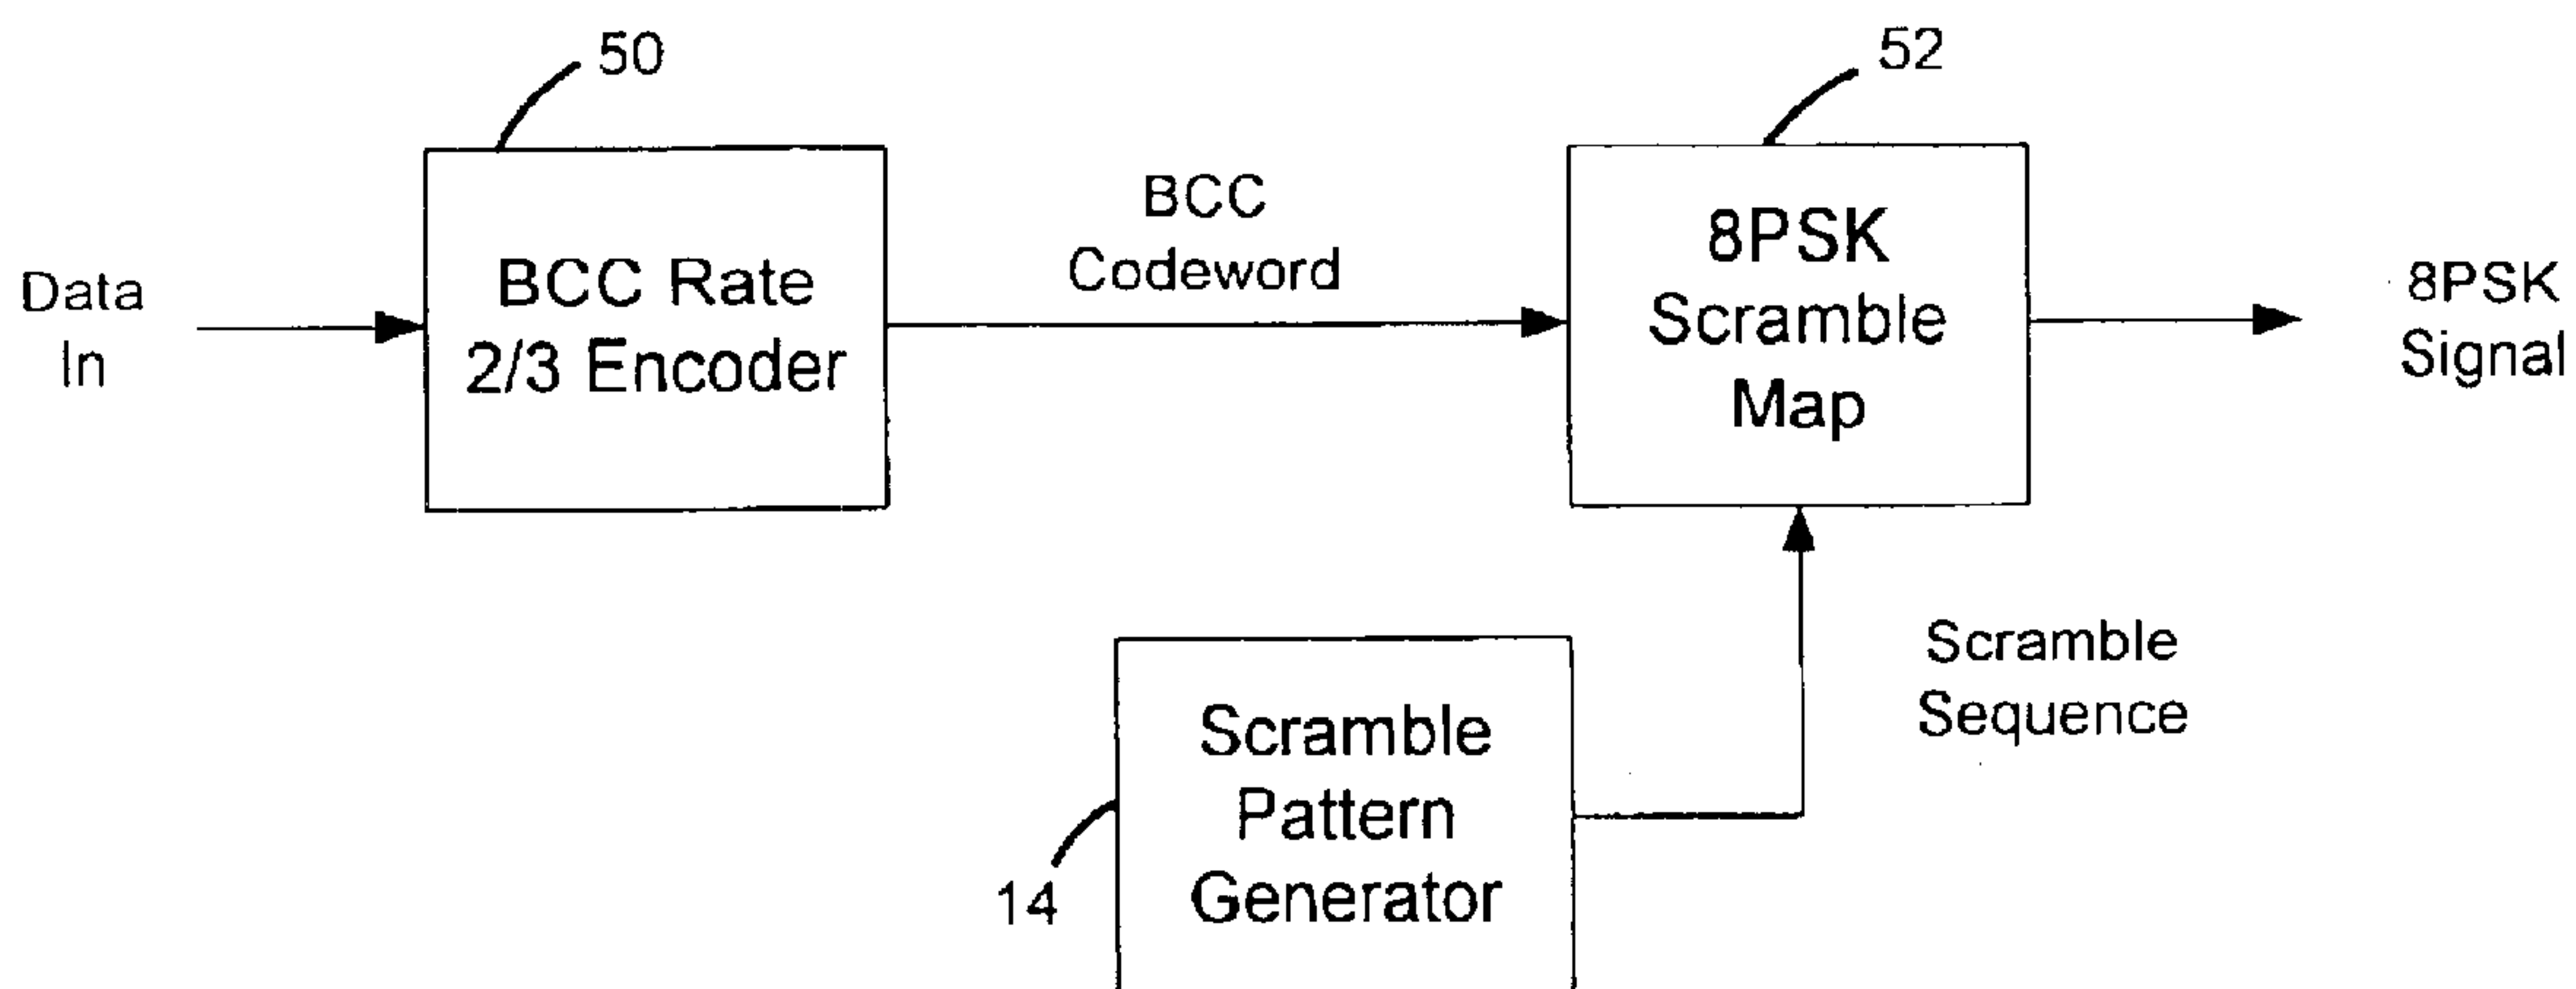 50
52
Data
In
BCC Rate
2/3 Encoder
BCC
Codeword
8PSK
Scramble
Map
8PSK
Signal
Scramble
Sequence
Scramble
Pattern
Generator
14